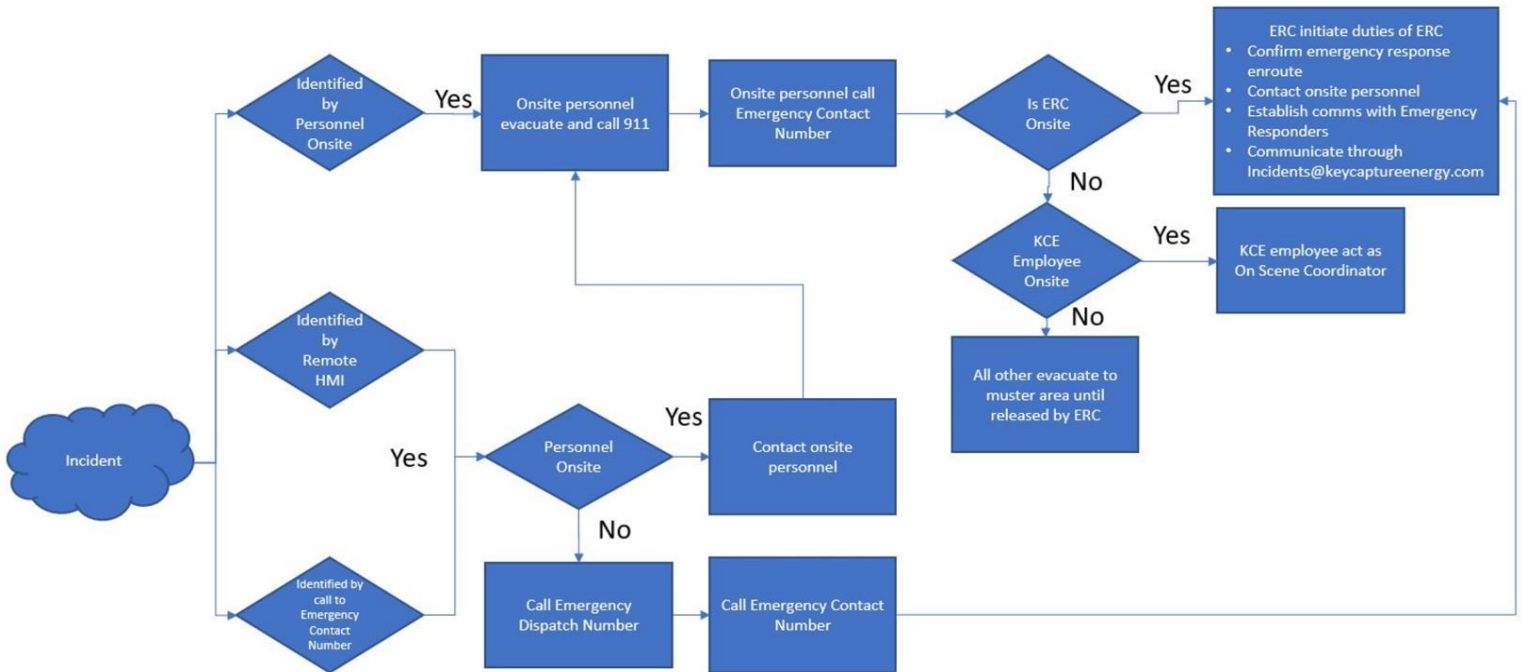 Identified
by
Personnel
Onsite
Yes
Onsite personnel
evacuate and call 911
Onsite personnel call
Emergency Contact
Number
Is ERC
Onsite
Yes
ERC initiate duties of ERC
• Confirm emergency response
enroute
• Contact onsite personnel
• Establish comms with Emergency
Responders
• Communicate through
Incidents@keycaptureenergy.com
No
KCE
Employee
Onsite
Yes
KCE employee act as
On Scene Coordinator
No
All other evacuate to
muster area until
released by ERC
Identified
by
Remote
HMI
Incident
Yes
Personnel
Onsite
Yes
Contact onsite
personnel
No
Identified by
call to
Emergency
Contact
Number
Call Emergency
Dispatch Number
Call Emergency Contact
Number